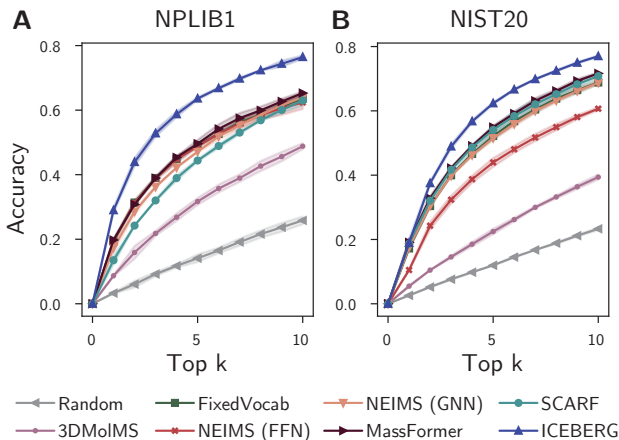 A NPLIB1
B NIST20
0.8
0.6
0.4
0.2
0.0
Accuracy
0 5 10
Top k
0.8
0.6
0.4
0.2
0.0
0 5 10
Top k
Random FixedVocab NEIMS (GNN) SCARF
3DMolMS NEIMS (FFN) MassFormer ICEBERG